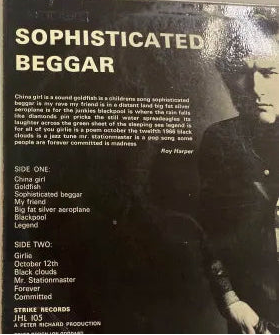 SOPHISTICATED
BEGGAR
China girl is a sound goldfish is a childrens song sophisticated
beggar is my rave my friend is in a distant land big fat silver
aeroplane is for the junkies blackpool is where the rain falls
like diamonds pin pricks the still water spreadeagles its
laughter across the green sheet of the sleeping sea legend is
for all of you girlie is a poem october the twelfth 1966 black
clouds is a jazz tune mr. stationmaster is a pop song some
people are forever committed is madness
Roy Harper
SIDE ONE:
China girl
Goldfish
Sophisticated beggar
My friend
Big fat silver aeroplane
Blackpool
Legend
SIDE TWO:
Girlie
October 12th
Black clouds
Mr. Stationmaster
Forever
Committed
STRIKE RECORDS
JHL 105
A PETER RICHARD PRODUCTION